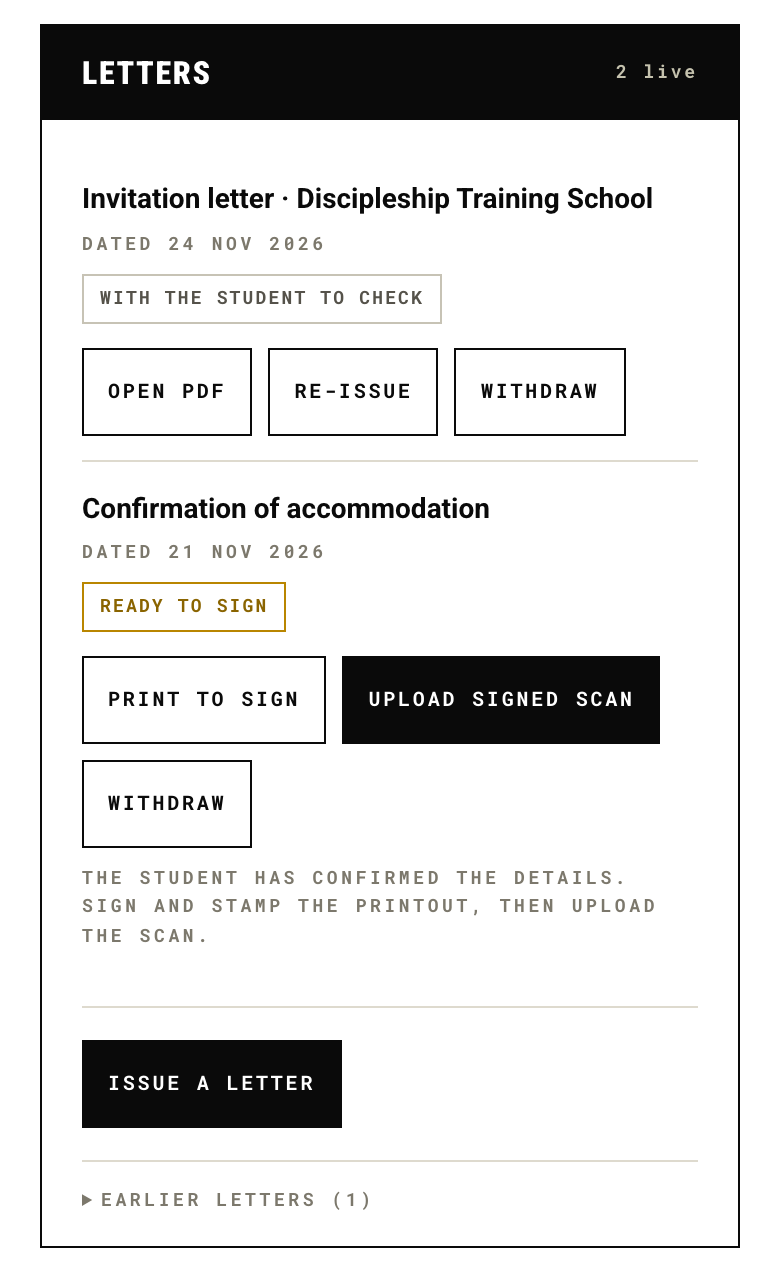 LETTERS
2 live
Invitation letter · Discipleship Training School
DATED 24 NOV 2026
WITH THE STUDENT TO CHECK
OPEN PDF
RE-ISSUE
WITHDRAW
Confirmation of accommodation
DATED 21 NOV 2026
READY TO SIGN
PRINT TO SIGN
UPLOAD SIGNED SCAN
WITHDRAW
THE STUDENT HAS CONFIRMED THE DETAILS.
SIGN AND STAMP THE PRINTOUT, THEN UPLOAD
THE SCAN.
ISSUE A LETTER
EARLIER LETTERS (1)